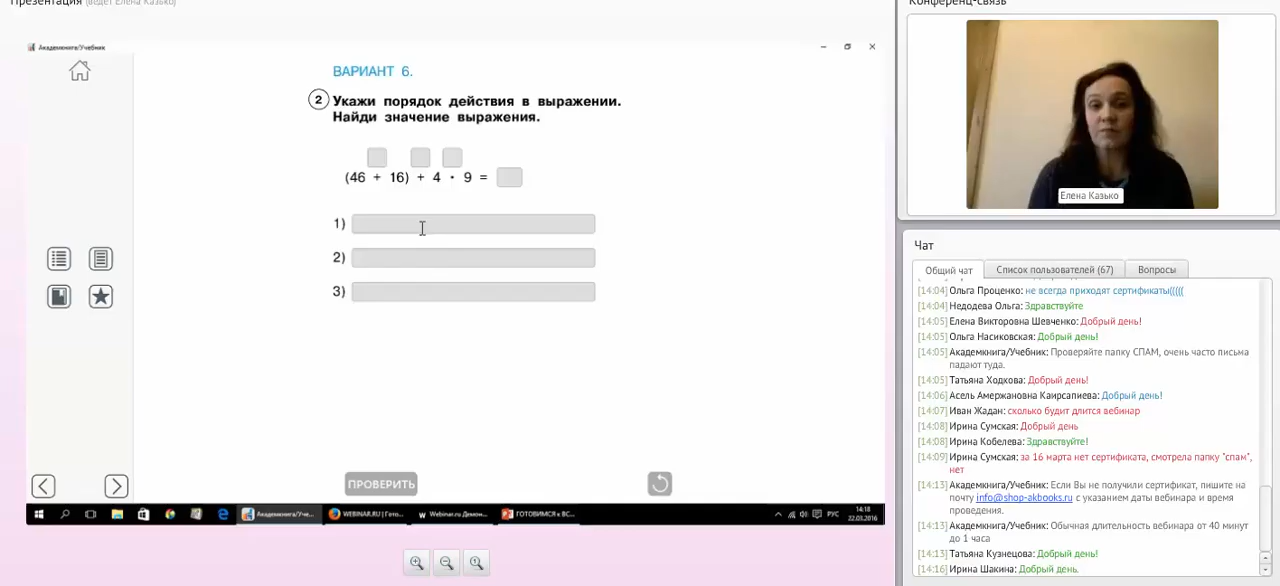 Презентация (ведет Елена Казько)
Академкнига/Учебник
ВАРИАНТ 6.
2 Укажи порядок действия в выражении.
Найди значение выражения.
(46 + 16) + 4 · 9 =
1)
2)
3)
ПРОВЕРИТЬ
Академкнига/Уче...
WEBINAR.RU | Гото...
Webinar.ru Демон...
ГОТОВИМСЯ к ВС...
РУС
14:18
22.03.2016
Конференц-связь
Елена Казько
Чат
Общий чат
Список пользователей (67)
Вопросы
[14:04] Ольга Проценко: не всегда приходят сертификаты(((((
[14:04] Недодева Ольга: Здравствуйте
[14:05] Елена Викторовна Шевченко: Добрый день!
[14:05] Ольга Насиковская: Добрый день!
[14:05] Академкнига/Учебник: Проверяйте папку СПАМ, очень часто письма
падают туда.
[14:05] Татьяна Ходкова: Добрый день!
[14:06] Асель Амержановна Каирсапиева: Добрый день!
[14:07] Иван Жадан: сколько будит длится вебинар
[14:08] Ирина Сумская: Добрый день
[14:08] Ирина Кобелева: Здравствуйте!
[14:09] Ирина Сумская: за 16 марта нет сертификата, смотрела папку "спам",
нет
[14:13] Академкнига/Учебник: Если Вы не получили сертификат, пишите на
почту info@shop-akbooks.ru с указанием даты вебинара и время
проведения.
[14:13] Академкнига/Учебник: Обычная длительность вебинара от 40 минут
до 1 часа
[14:13] Татьяна Кузнецова: Добрый день!
[14:16] Ирина Шакина: Добрый день.